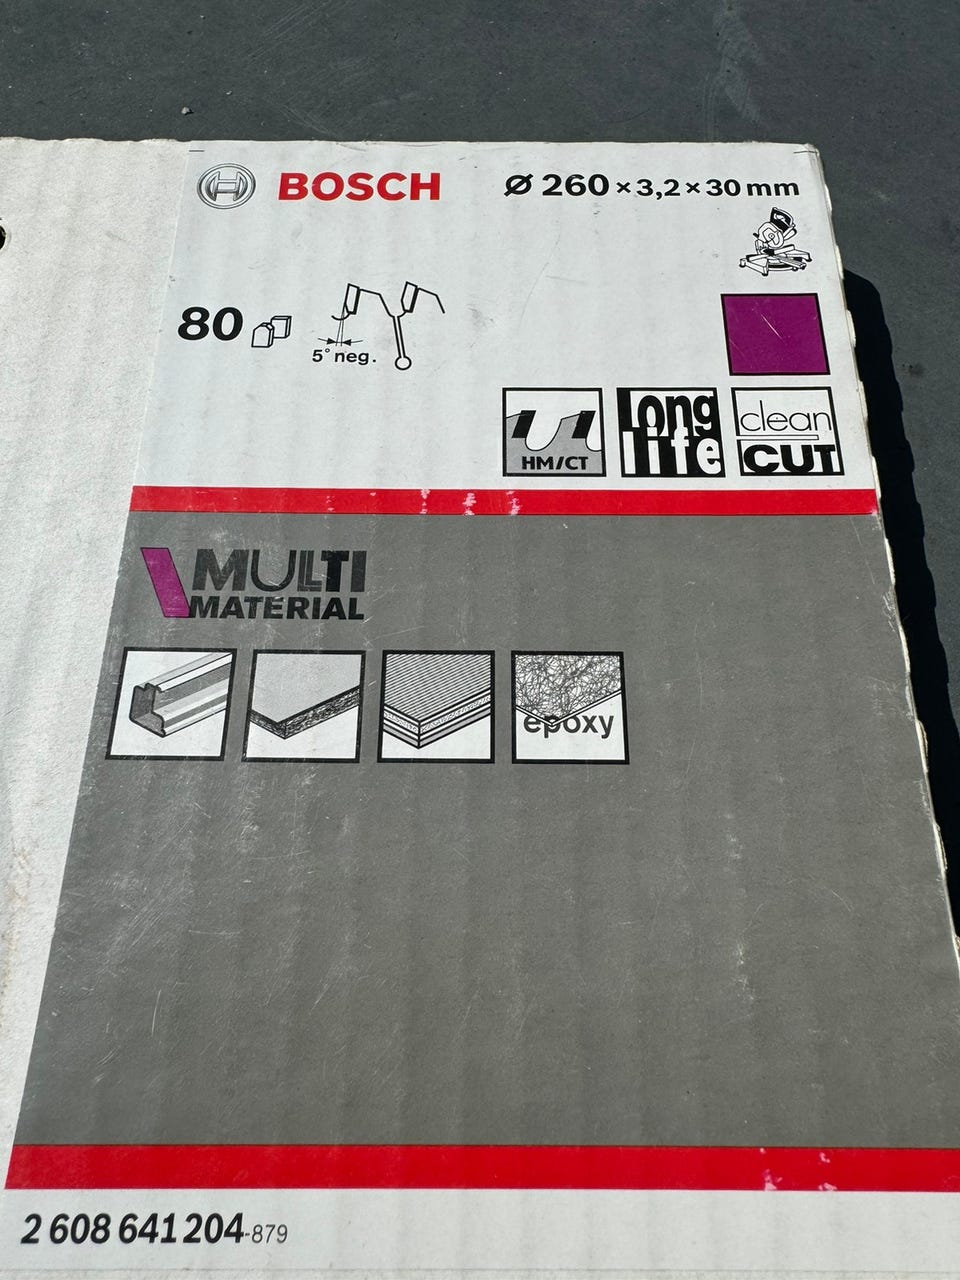 BOSCH
Ø 260 × 3,2 × 30 mm
80
5° neg.
HM/CT
Long life
clean CUT
MULTI
MATERIAL
epoxy
2 608 641 204-879